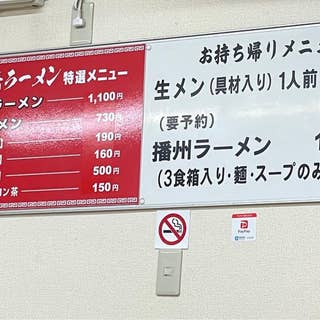 ラーメン 特選メニュー
ラーメン 1,100円
メン 730円
190円
160円
500円
ン茶 150円
お持ち帰りメニュ
生メン(具材入り) 1人前
(要予約)
播州ラーメン 1
(3食箱入り・麺・スープのみ
PayPay